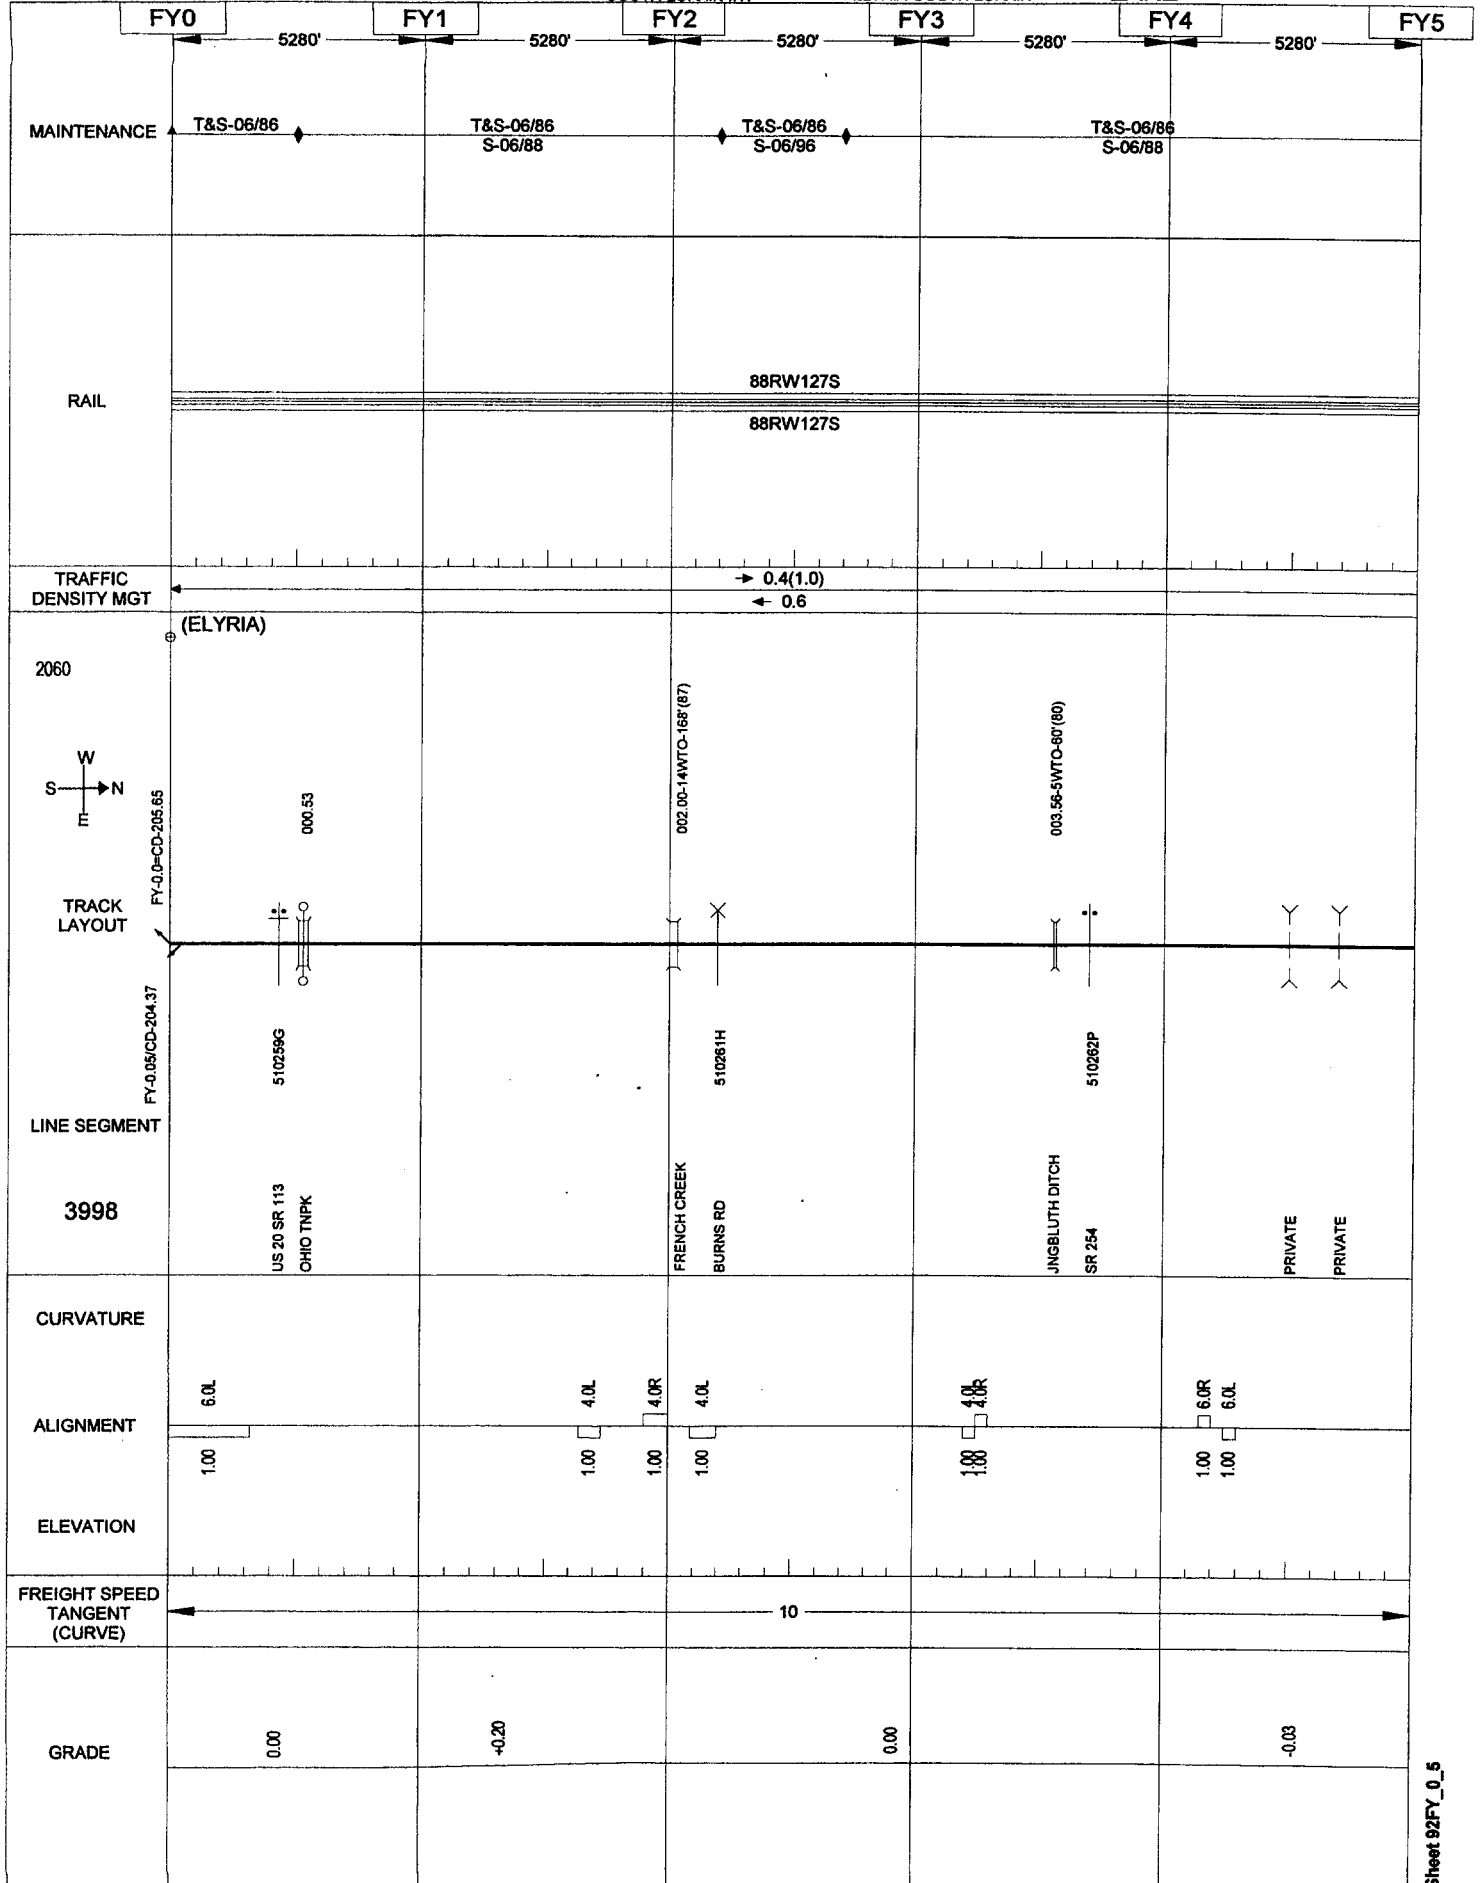 FY0 FY1 FY2 FY3 FY4 FY5
5280' 5280' 5280' 5280' 5280'
MAINTENANCE
T&S-06/86 T&S-06/86 T&S-06/86 T&S-06/86
S-06/88 S-06/96 S-06/88
88RW127S
RAIL
88RW127S
TRAFFIC
DENSITY MGT
→ 0.4(1.0)
← 0.6
(ELYRIA)
2060
W
S N
E
FY-0.0=CD-205.65
000.53
002.00-14WTO-168'(87)
003.56-5WTO-60'(80)
TRACK
LAYOUT
FY-0.05/CD-204.37
510259G
510261H
510262P
LINE SEGMENT
3998
US 20 SR 113
OHIO TNPK
FRENCH CREEK
BURNS RD
JNGBLUTH DITCH
SR 254
PRIVATE
PRIVATE
CURVATURE
6.0L 4.0L 4.0R 4.0L 4.0L 4.0R 6.0R 6.0L
ALIGNMENT
1.00 1.00 1.00 1.00 1.00 1.00 1.00 1.00
ELEVATION
FREIGHT SPEED
TANGENT
(CURVE)
10
GRADE
0.00 +0.20 0.00 -0.03
Sheet 92FY_0_5